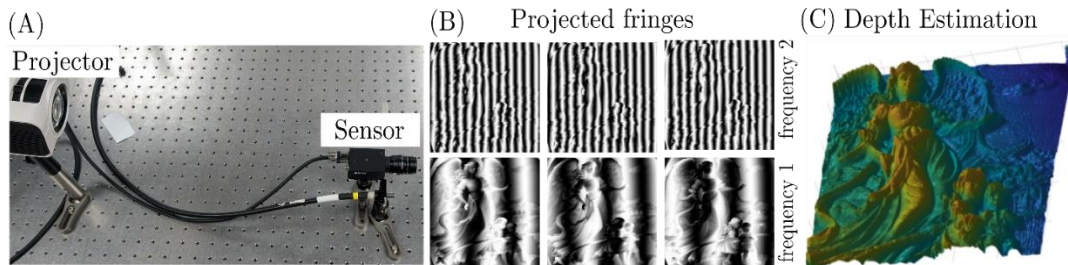 (A)
Projector
Sensor
(B) Projected fringes
frequency 2
frequency 1
(C) Depth Estimation